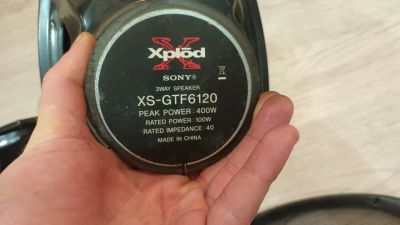 Xplōd
SONY®
3WAY SPEAKER
XS-GTF6120
PEAK POWER : 400W
RATED POWER : 100W
RATED IMPEDANCE : 4Ω
MADE IN CHINA